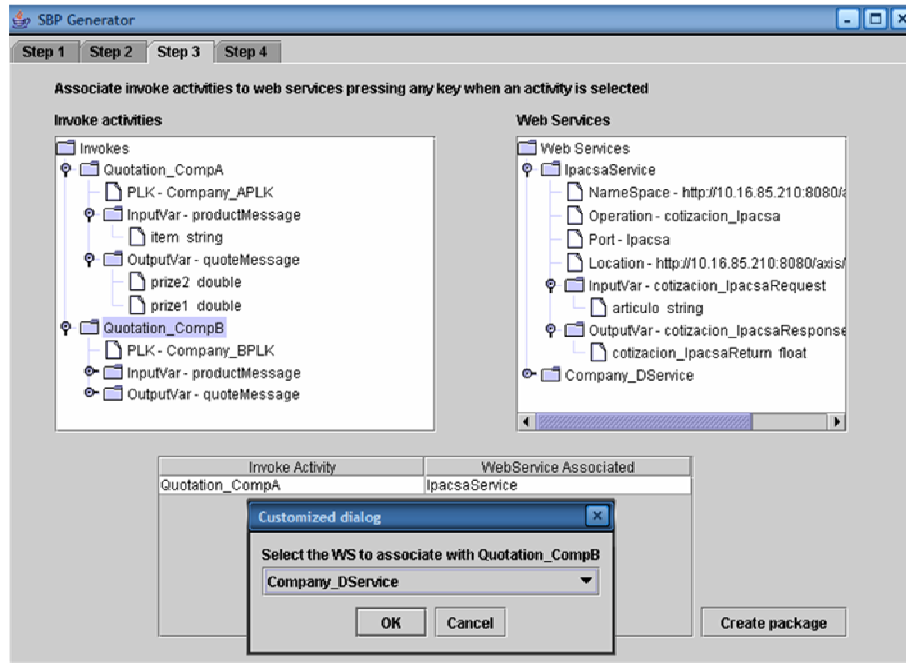 SBP Generator
Step 1 Step 2 Step 3 Step 4
Associate invoke activities to web services pressing any key when an activity is selected
Invoke activities
Invokes
Quotation_CompA
PLK - Company_APLK
InputVar - productMessage
item string
OutputVar - quoteMessage
prize2 double
prize1 double
Quotation_CompB
PLK - Company_BPLK
InputVar - productMessage
OutputVar - quoteMessage
Web Services
Web Services
IpacsaService
NameSpace - http://10.16.85.210:8080/a
Operation - cotizacion_Ipacsa
Port - Ipacsa
Location - http://10.16.85.210:8080/axis/
InputVar - cotizacion_IpacsaRequest
articulo string
OutputVar - cotizacion_IpacsaResponse
cotizacion_IpacsaReturn float
Company_DService
Invoke Activity WebService Associated
Quotation_CompA IpacsaService
Customized dialog
Select the WS to associate with Quotation_CompB
Company_DService
OK Cancel
Create package